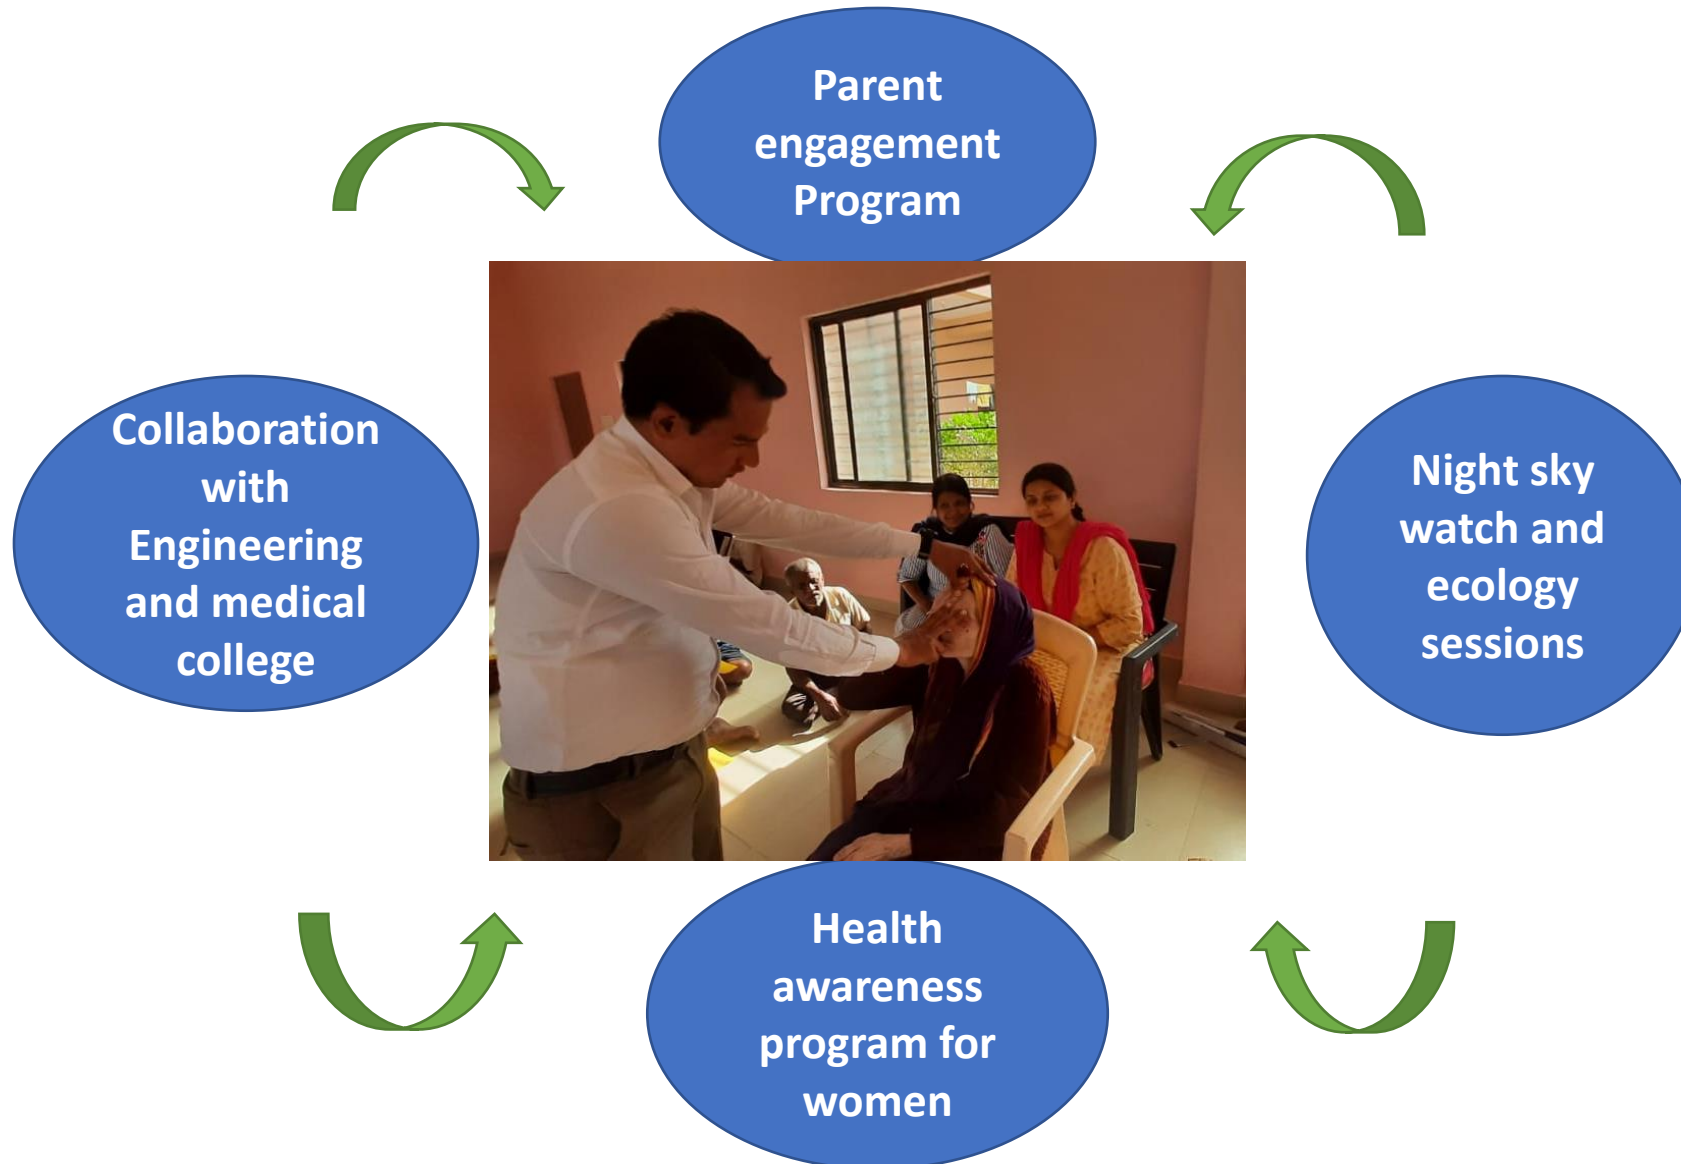 Parent
engagement
Program
Collaboration
with
Engineering
and medical
college
Night sky
watch and
ecology
sessions
Health
awareness
program for
women